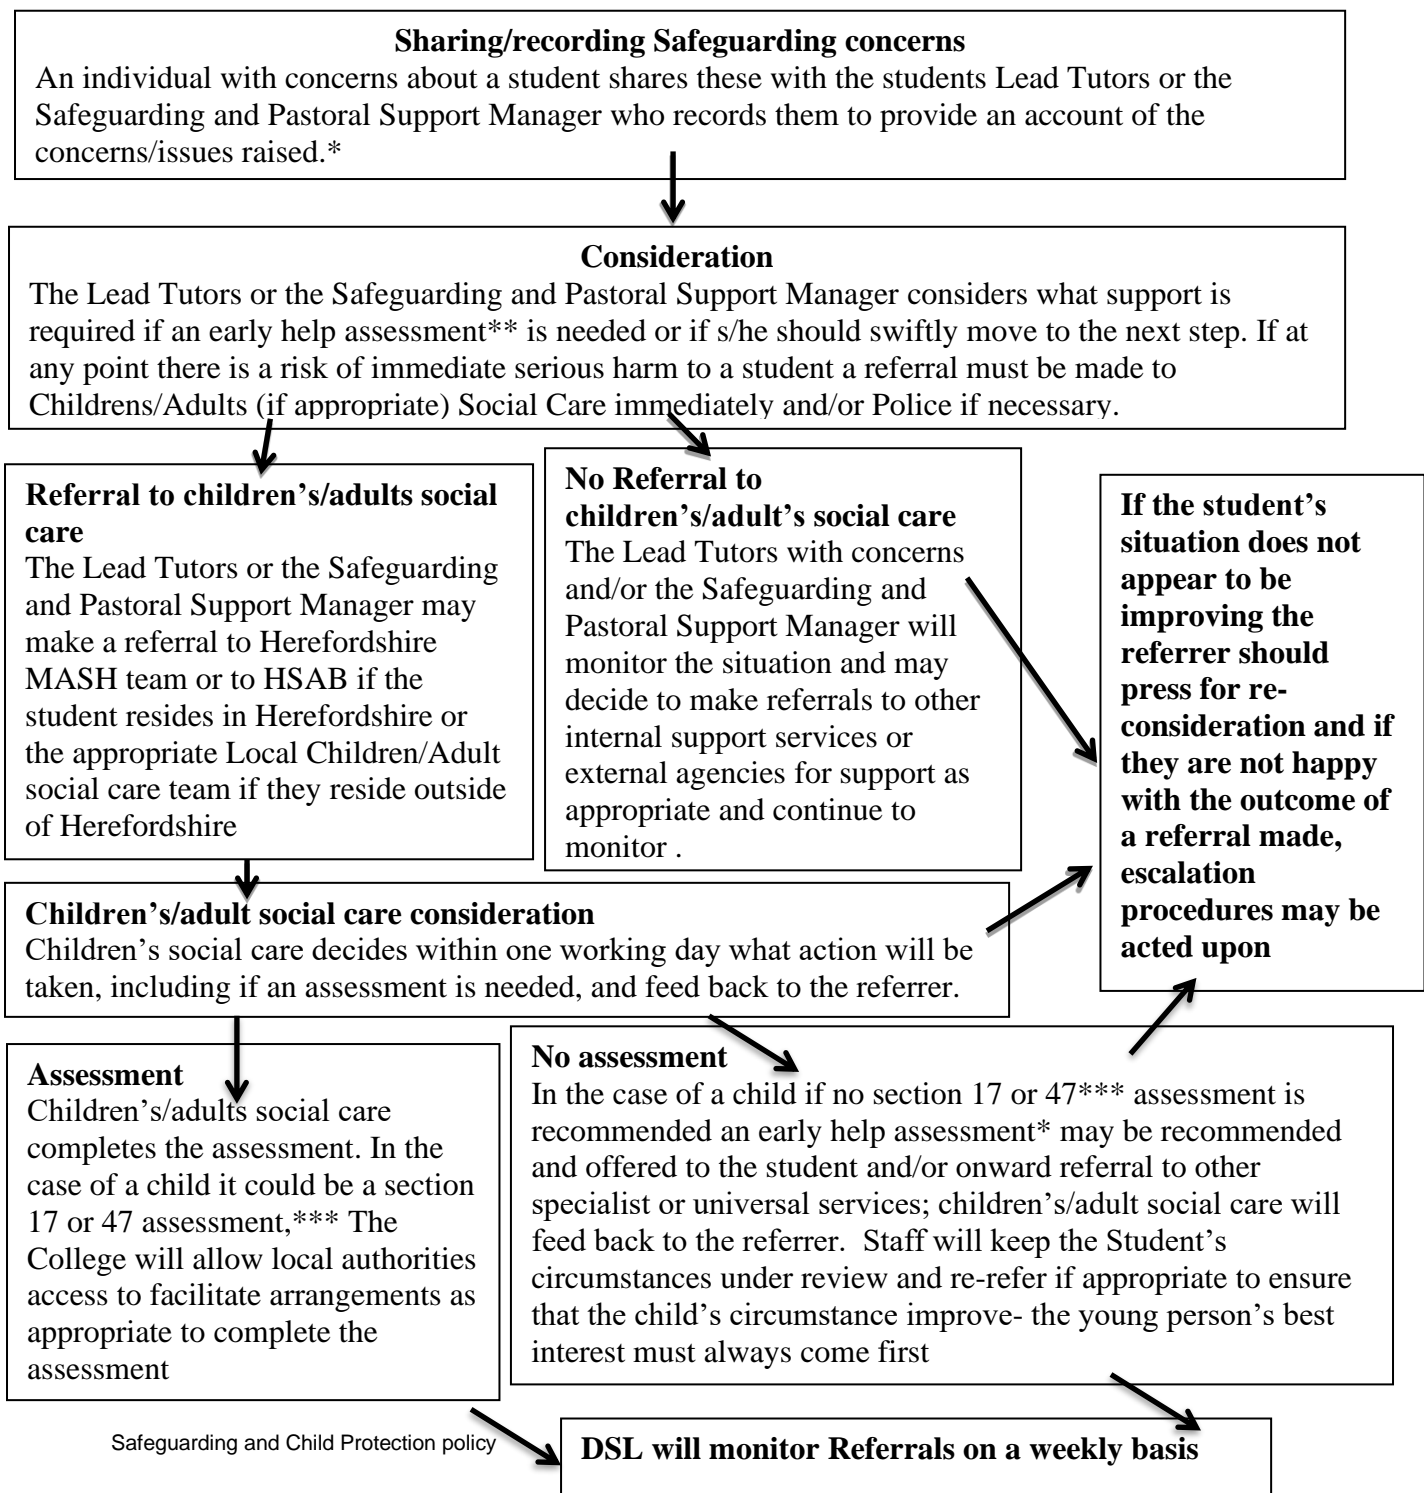 Sharing/recording Safeguarding concerns
An individual with concerns about a student shares these with the students Lead Tutors or the
Safeguarding and Pastoral Support Manager who records them to provide an account of the
concerns/issues raised.*
Consideration
The Lead Tutors or the Safeguarding and Pastoral Support Manager considers what support is
required if an early help assessment** is needed or if s/he should swiftly move to the next step. If at
any point there is a risk of immediate serious harm to a student a referral must be made to
Childrens/Adults (if appropriate) Social Care immediately and/or Police if necessary.
Referral to children’s/adults social
care
The Lead Tutors or the Safeguarding
and Pastoral Support Manager may
make a referral to Herefordshire
MASH team or to HSAB if the
student resides in Herefordshire or
the appropriate Local Children/Adult
social care team if they reside outside
of Herefordshire
No Referral to
children’s/adult’s social care
The Lead Tutors with concerns
and/or the Safeguarding and
Pastoral Support Manager will
monitor the situation and may
decide to make referrals to other
internal support services or
external agencies for support as
appropriate and continue to
monitor .
If the student’s
situation does not
appear to be
improving the
referrer should
press for re-
consideration and if
they are not happy
with the outcome of
a referral made,
escalation
procedures may be
acted upon
Children’s/adult social care consideration
Children’s social care decides within one working day what action will be
taken, including if an assessment is needed, and feed back to the referrer.
Assessment
Children’s/adults social care
completes the assessment. In the
case of a child it could be a section
17 or 47 assessment,*** The
College will allow local authorities
access to facilitate arrangements as
appropriate to complete the
assessment
No assessment
In the case of a child if no section 17 or 47*** assessment is
recommended an early help assessment* may be recommended
and offered to the student and/or onward referral to other
specialist or universal services; children’s/adult social care will
feed back to the referrer.  Staff will keep the Student’s
circumstances under review and re-refer if appropriate to ensure
that the child’s circumstance improve- the young person’s best
interest must always come first
Safeguarding and Child Protection policy
DSL will monitor Referrals on a weekly basis